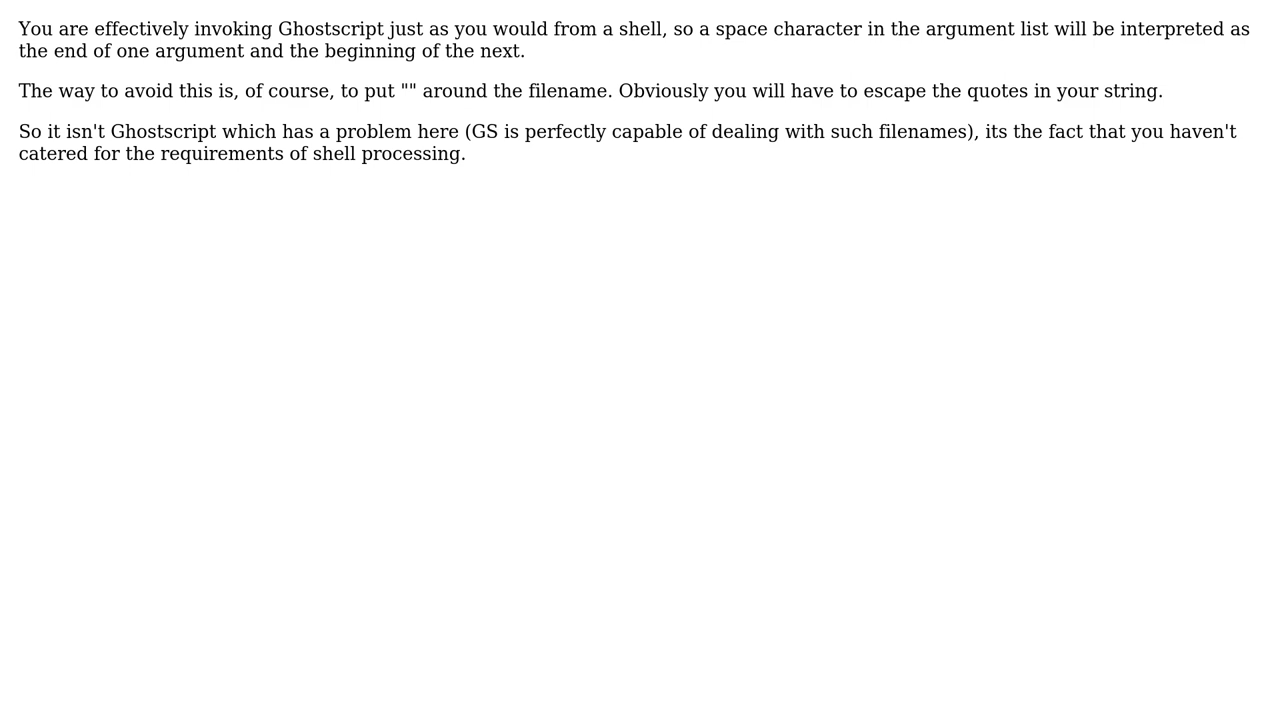 You are effectively invoking Ghostscript just as you would from a shell, so a space character in the argument list will be interpreted as
the end of one argument and the beginning of the next.
The way to avoid this is, of course, to put "" around the filename. Obviously you will have to escape the quotes in your string.
So it isn't Ghostscript which has a problem here (GS is perfectly capable of dealing with such filenames), its the fact that you haven't
catered for the requirements of shell processing.